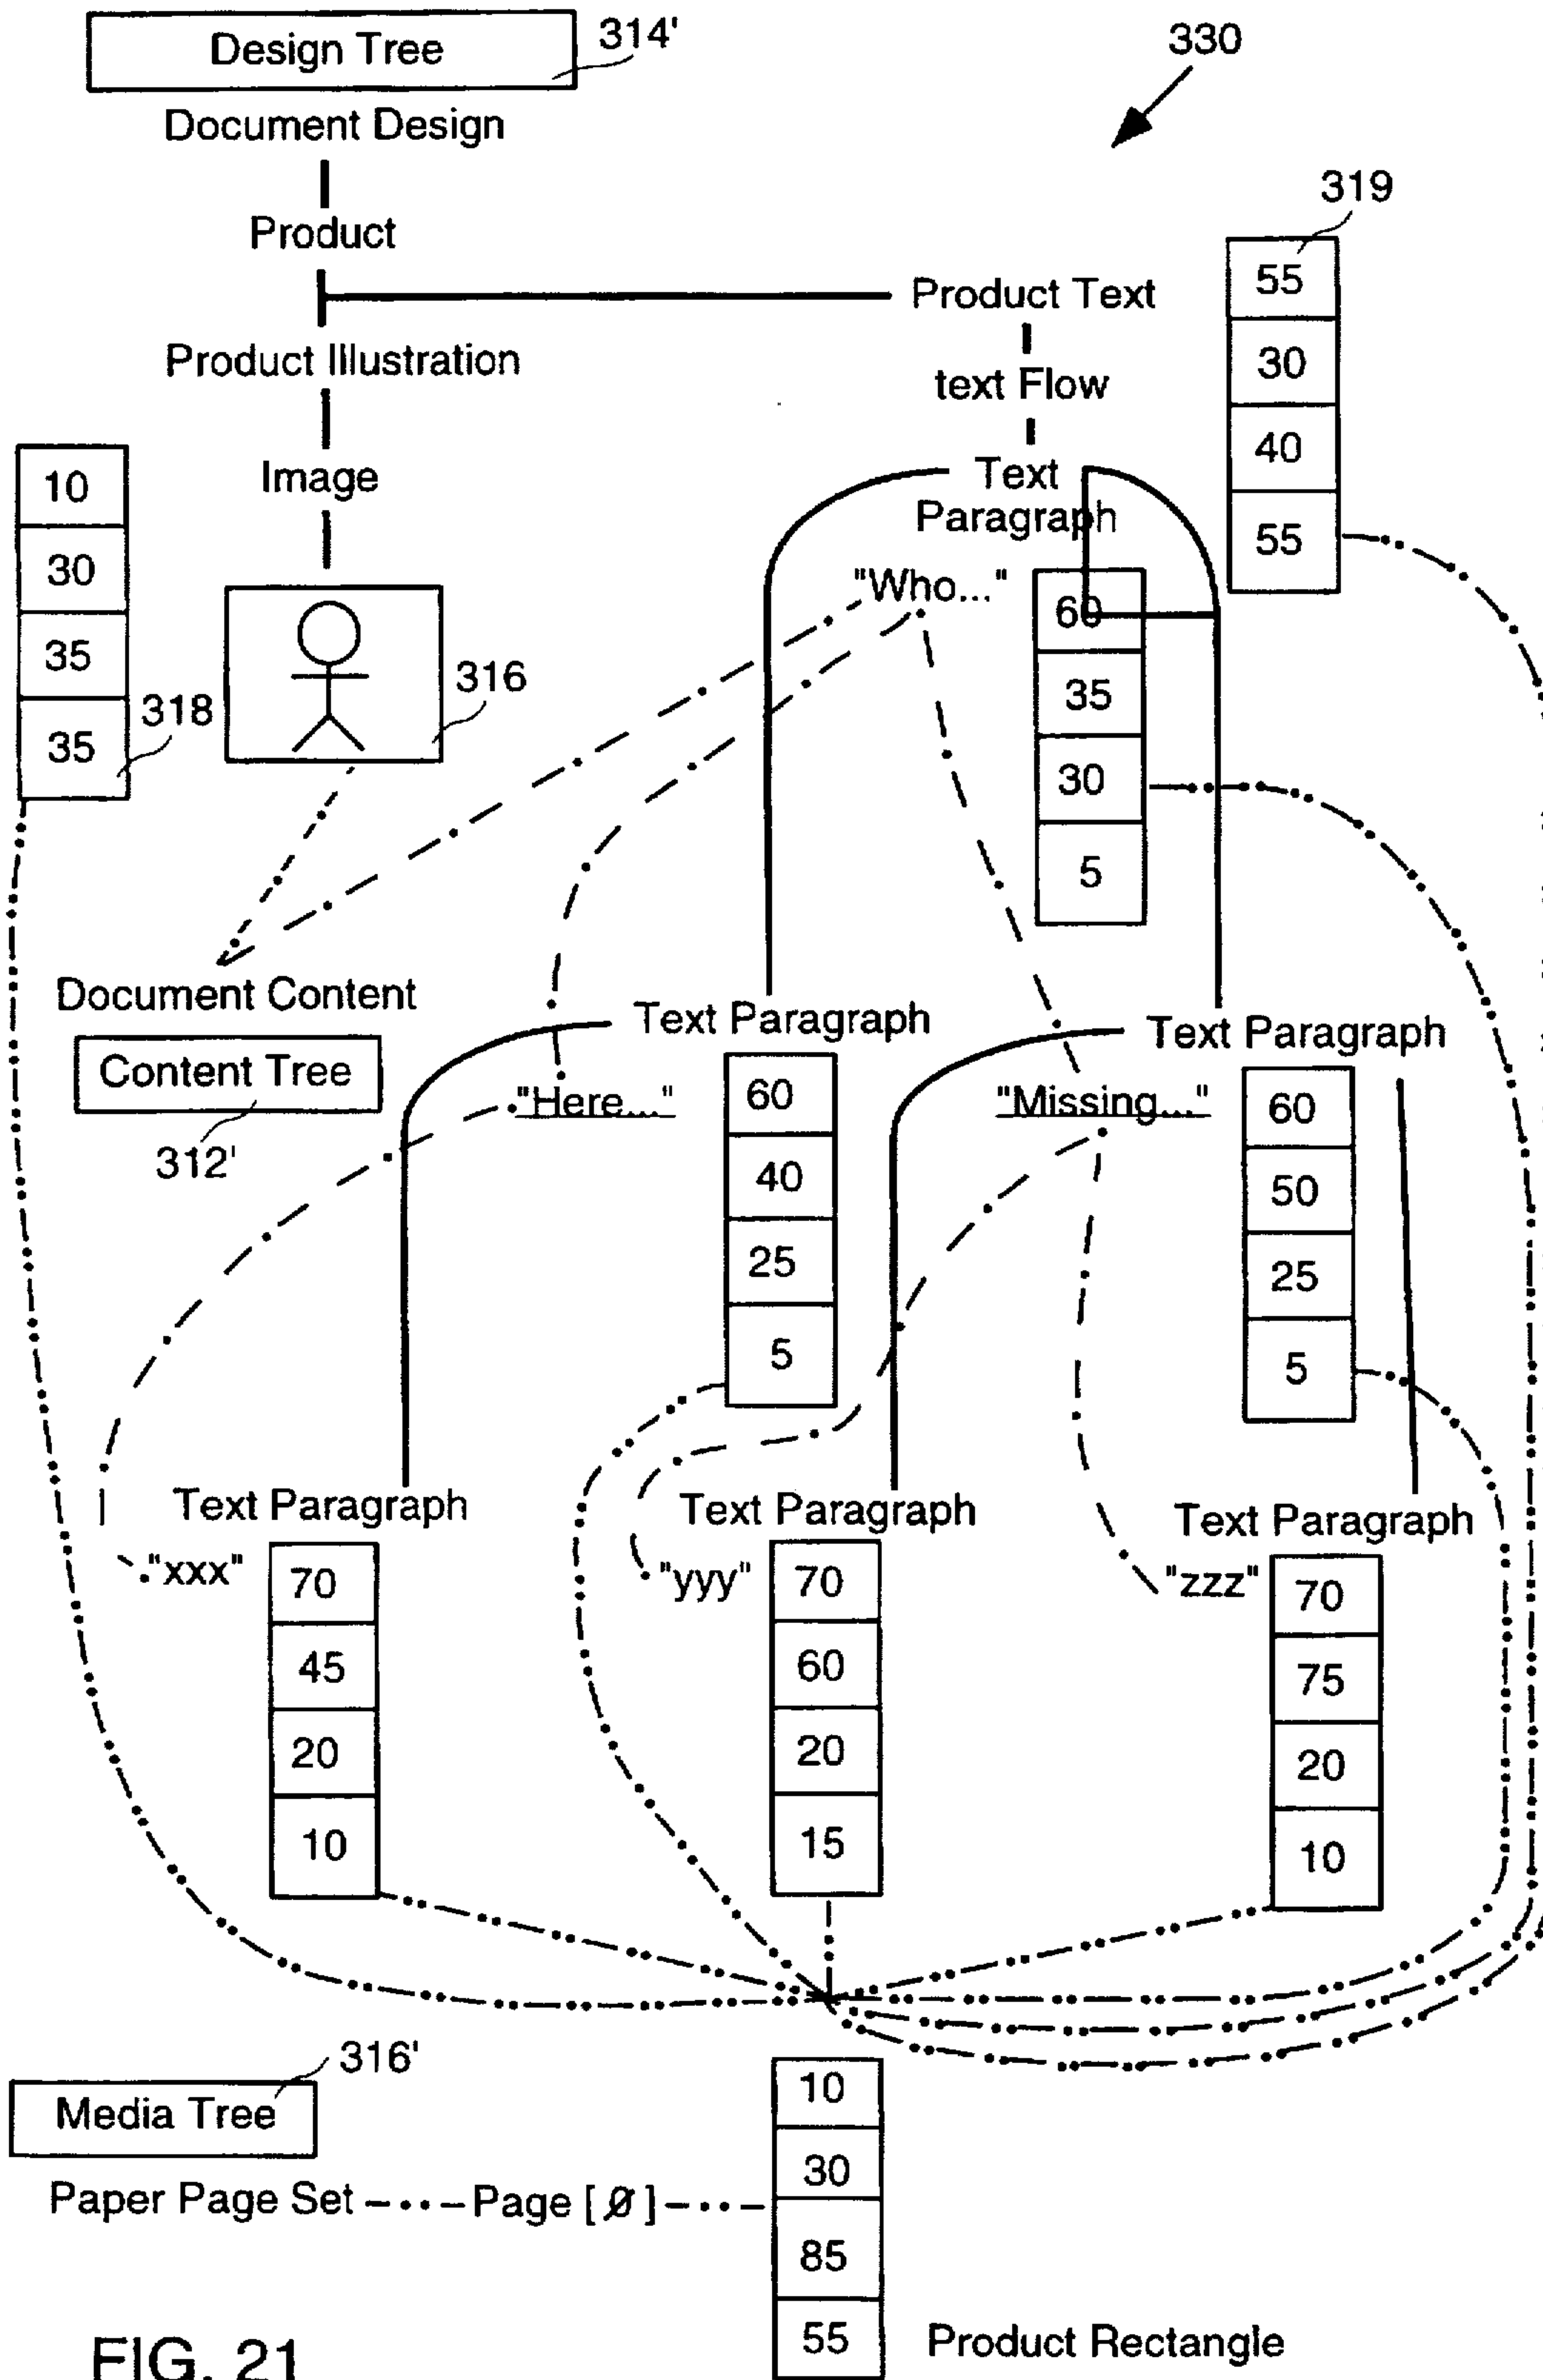 Design Tree
314'
330
Document Design
319
Product
55
Product Text
30
Product Illustration
text Flow
40
10
Image
Text
Paragraph
55
30
"Who..."
60
35
316
318
35
35
30
5
Document Content
Text Paragraph
Text Paragraph
Content Tree
"Here..."
60
"Missing..."
60
312'
40
50
25
25
5
5
Text Paragraph
Text Paragraph
Text Paragraph
"xxx"
70
"yyy"
70
"zzz"
70
45
60
75
20
20
20
10
15
10
316'
10
Media Tree
30
Paper Page Set
Page [Ø]
85
55
Product Rectangle
FIG. 21